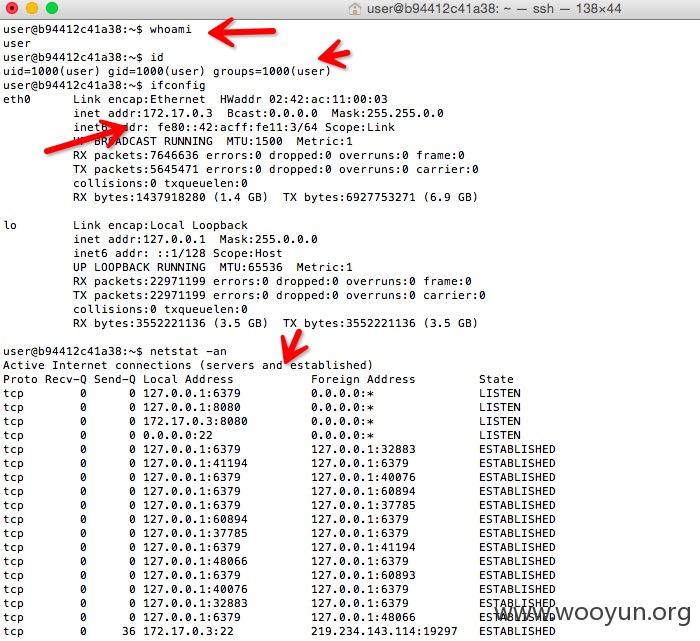 user@b94412c41a38: ~ — ssh — 138×44
user@b94412c41a38:~$ whoami
user
user@b94412c41a38:~$ id
uid=1000(user) gid=1000(user) groups=1000(user)
user@b94412c41a38:~$ ifconfig
eth0      Link encap:Ethernet  HWaddr 02:42:ac:11:00:03
          inet addr:172.17.0.3  Bcast:0.0.0.0  Mask:255.255.0.0
          inet6 addr: fe80::42:acff:fe11:3/64 Scope:Link
          UP BROADCAST RUNNING  MTU:1500  Metric:1
          RX packets:7646636 errors:0 dropped:0 overruns:0 frame:0
          TX packets:5645471 errors:0 dropped:0 overruns:0 carrier:0
          collisions:0 txqueuelen:0
          RX bytes:1437918280 (1.4 GB)  TX bytes:6927753271 (6.9 GB)
lo        Link encap:Local Loopback
          inet addr:127.0.0.1  Mask:255.0.0.0
          inet6 addr: ::1/128 Scope:Host
          UP LOOPBACK RUNNING  MTU:65536  Metric:1
          RX packets:22971199 errors:0 dropped:0 overruns:0 frame:0
          TX packets:22971199 errors:0 dropped:0 overruns:0 carrier:0
          collisions:0 txqueuelen:0
          RX bytes:3552221136 (3.5 GB)  TX bytes:3552221136 (3.5 GB)
user@b94412c41a38:~$ netstat -an
Active Internet connections (servers and established)
Proto Recv-Q Send-Q Local Address           Foreign Address         State
tcp        0      0 127.0.0.1:6379          0.0.0.0:*               LISTEN
tcp        0      0 127.0.0.1:8080          0.0.0.0:*               LISTEN
tcp        0      0 172.17.0.3:8080         0.0.0.0:*               LISTEN
tcp        0      0 0.0.0.0:22              0.0.0.0:*               LISTEN
tcp        0      0 127.0.0.1:6379          127.0.0.1:32883         ESTABLISHED
tcp        0      0 127.0.0.1:41194         127.0.0.1:6379          ESTABLISHED
tcp        0      0 127.0.0.1:6379          127.0.0.1:40076         ESTABLISHED
tcp        0      0 127.0.0.1:6379          127.0.0.1:60894         ESTABLISHED
tcp        0      0 127.0.0.1:6379          127.0.0.1:37785         ESTABLISHED
tcp        0      0 127.0.0.1:60894         127.0.0.1:6379          ESTABLISHED
tcp        0      0 127.0.0.1:37785         127.0.0.1:6379          ESTABLISHED
tcp        0      0 127.0.0.1:6379          127.0.0.1:41194         ESTABLISHED
tcp        0      0 127.0.0.1:48066         127.0.0.1:6379          ESTABLISHED
tcp        0      0 127.0.0.1:6379          127.0.0.1:60893         ESTABLISHED
tcp        0      0 127.0.0.1:40076         127.0.0.1:6379          ESTABLISHED
tcp        0      0 127.0.0.1:32883         127.0.0.1:6379          ESTABLISHED
tcp        0      0 127.0.0.1:6379          127.0.0.1:48066         ESTABLISHED
tcp        0     36 172.17.0.3:22           219.234.143.114:19297   ESTABLISHED
www.wooyun.org